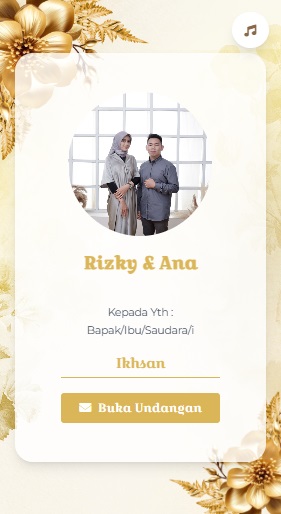 Rizky & Ana
Kepada Yth :
Bapak/Ibu/Saudara/i
Ikhsan
Buka Undangan